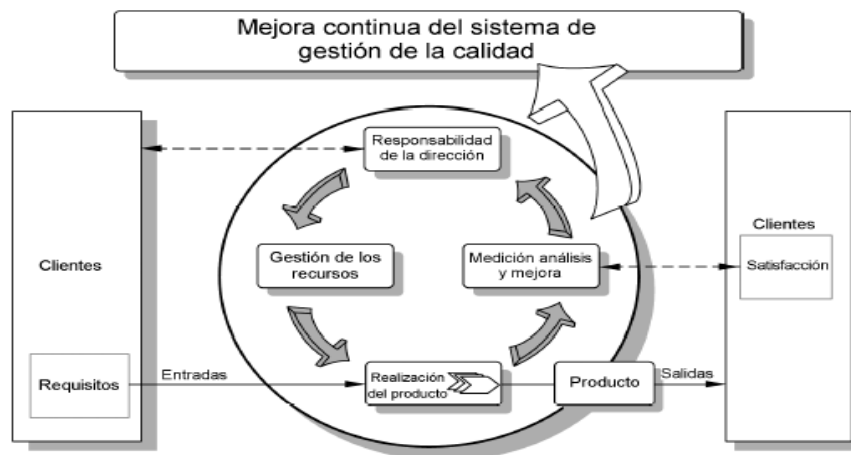 Mejora continua del sistema de
gestión de la calidad
Responsabilidad
de la dirección
Clientes
Gestión de los
recursos
Medición análisis
y mejora
Clientes
Satisfacción
Requisitos
Entradas
Realización
del producto
Producto
Salidas